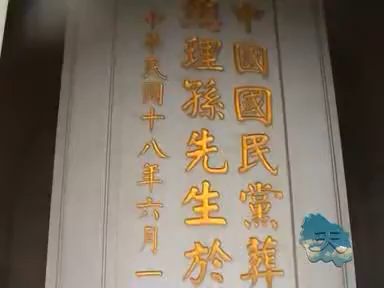 中國國民黨葬
總理孫先生於
中華民國十八年六月一
天